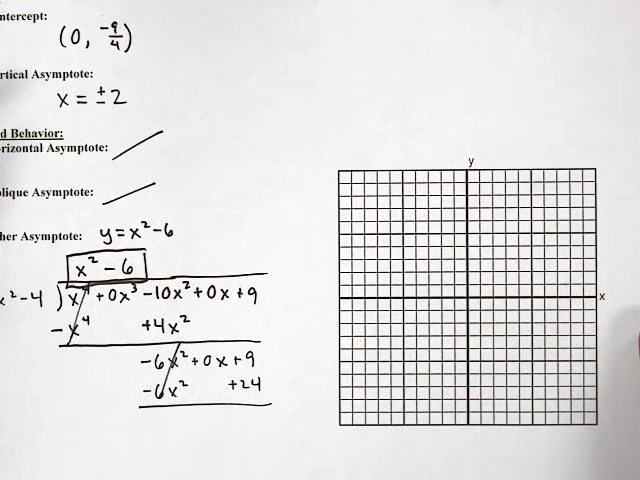 ntercept:
(0, -9/4)
rtical Asymptote:
x = ±2
d Behavior:
rizontal Asymptote:
lique Asymptote:
her Asymptote: y = x² - 6
x² - 6
x² - 4 ) x⁴ + 0x³ - 10x² + 0x + 9
- x⁴ + 4x²
- 6x² + 0x + 9
- 6x² + 24
y
x